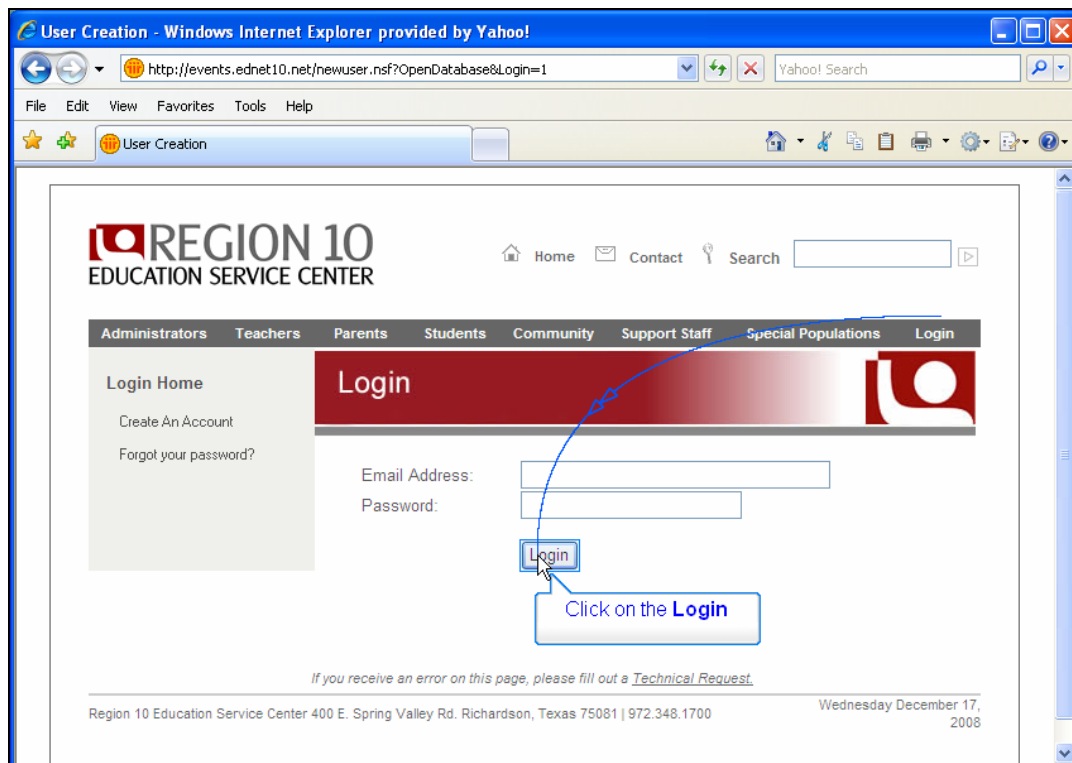 User Creation - Windows Internet Explorer provided by Yahoo!
http://events.ednet10.net/newuser.nsf?OpenDatabase&Login=1
Yahoo! Search
File Edit View Favorites Tools Help
User Creation
REGION 10
EDUCATION SERVICE CENTER
Home Contact Search
Administrators Teachers Parents Students Community Support Staff Special Populations Login
Login Home
Create An Account
Forgot your password?
Login
Email Address:
Password:
Login
Click on the Login
If you receive an error on this page, please fill out a Technical Request.
Region 10 Education Service Center 400 E. Spring Valley Rd. Richardson, Texas 75081 | 972.348.1700
Wednesday December 17,
2008